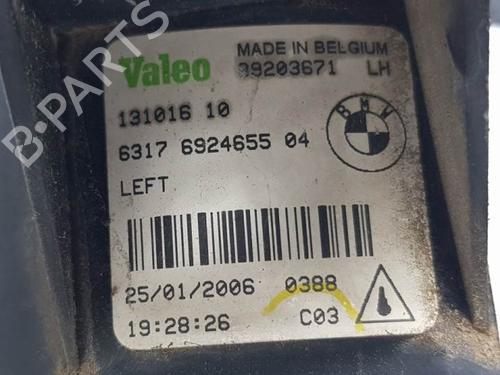 Valeo
MADE IN BELGIUM
89203671 LH
131016 10
6317 6924655 04
BMW
LEFT
25/01/2006 0388
19:28:26 C03
B-PARTS